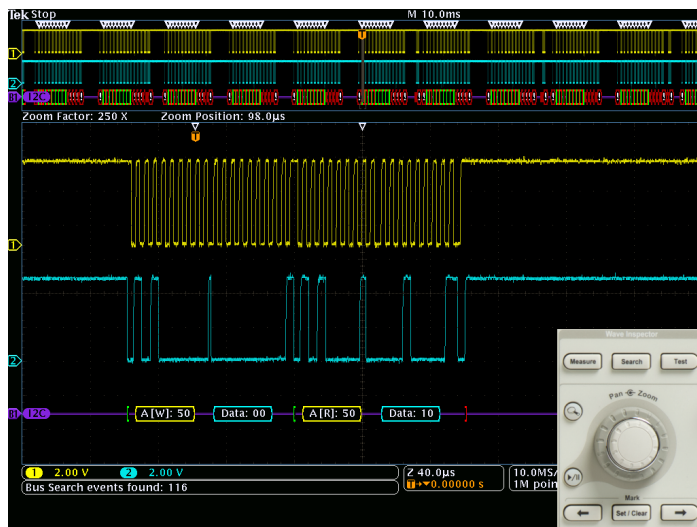 Tek Stop M 10.0ms
1
2
B1 I2C
Zoom Factor: 250 X Zoom Position: 98.0µs
T
T
1
2
B1 I2C A [W]: 50 Data: 00 A [R]: 50 Data: 10
1 2.00 V 2 2.00 V Z 40.0µs 10.0MS/
T→▼0.00000 s 1M poin
Bus Search events found: 116
Wave Inspector
Measure Search Test
Pan Zoom
Mark
← Set / Clear →